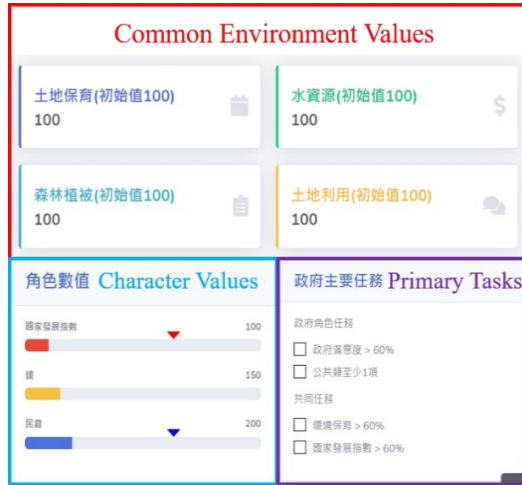 Common Environment Values
土地保育(初始值100)
100
水資源(初始值100)
100
森林植被(初始值100)
100
土地利用(初始值100)
100
角色數值 Character Values
國家發展指數 100
錢 150
民意 200
政府主要任務 Primary Tasks
政府角色任務
政府滿意度 > 60%
公共類至少1項
共同任務
環境保育 > 60%
國家發展指數 > 60%